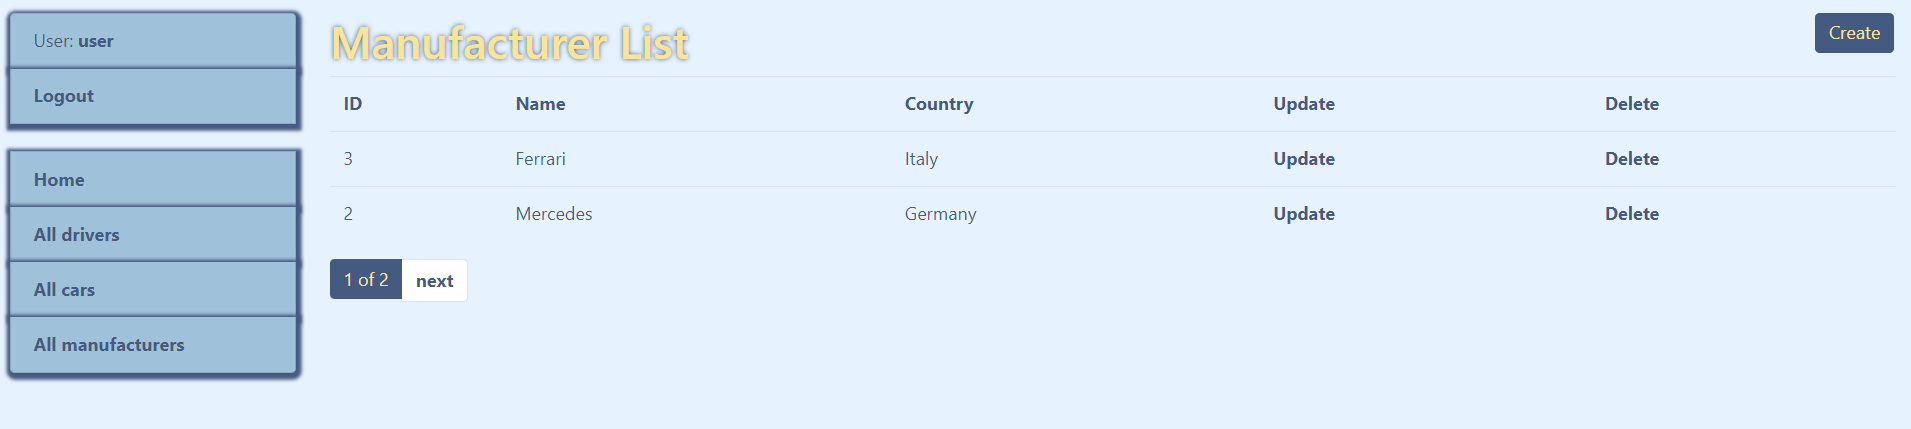 User: user
Logout
Home
All drivers
All cars
All manufacturers
Manufacturer List
Create
ID Name Country Update Delete
3 Ferrari Italy Update Delete
2 Mercedes Germany Update Delete
1 of 2 next